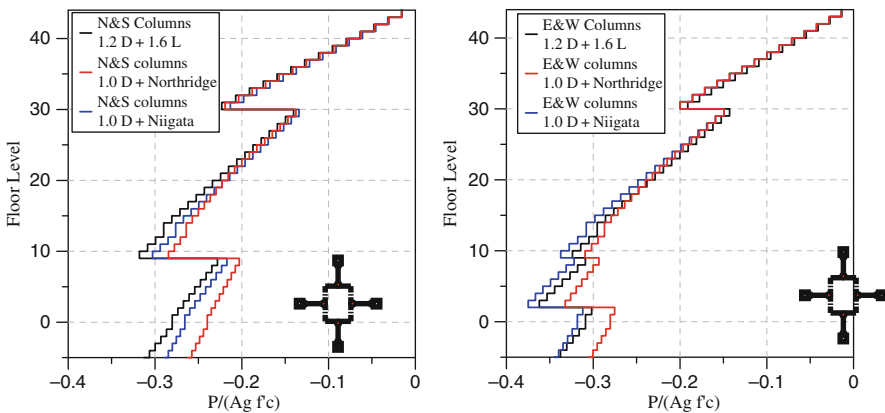 N&S Columns
1.2 D + 1.6 L
N&S columns
1.0 D + Northridge
N&S columns
1.0 D + Niigata
40
30
20
10
0
Floor Level
−0.4
−0.3
−0.2
−0.1
0
P/(Ag f'c)
E&W Columns
1.2 D + 1.6 L
E&W Columns
1.0 D + Northridge
E&W columns
1.0 D + Niigata
40
30
20
10
0
Floor Level
−0.4
−0.3
−0.2
−0.1
0
P/(Ag f'c)